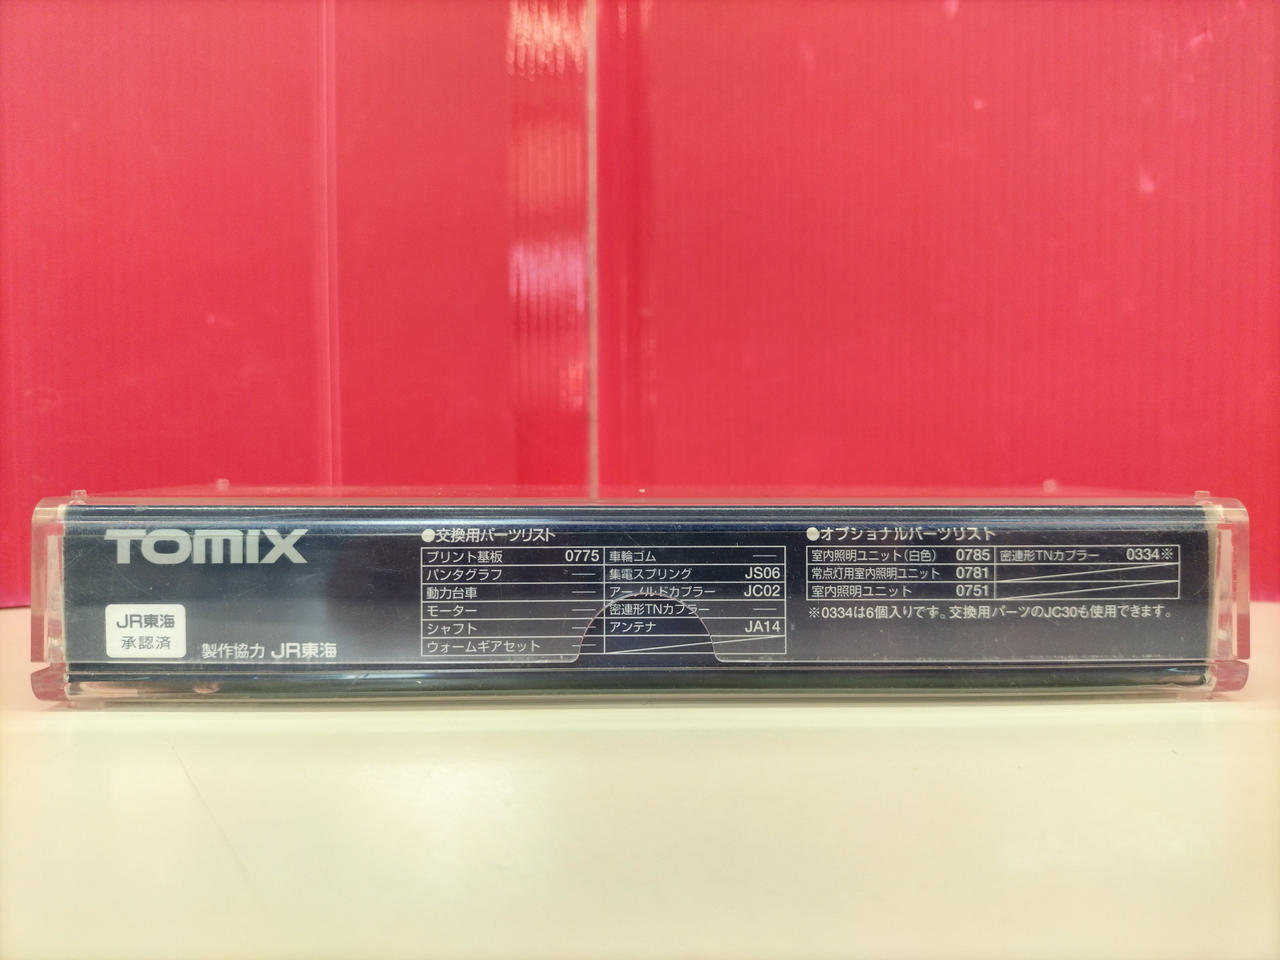 TOMIX
JR東海
承認済
製作協力 JR東海
●交換用パーツリスト
プリント基板 0775 車輪ゴム —
パンタグラフ — 集電スプリング JS06
動力台車 — アーノルドカプラー JC02
モーター — 密連形TNカプラー —
シャフト — アンテナ JA14
ウォームギアセット —
●オプショナルパーツリスト
室内照明ユニット(白色) 0785 密連形TNカプラー 0334※
常点灯用室内照明ユニット 0781
室内照明ユニット 0751
※0334は6個入りです。交換用パーツのJC30も使用できます。